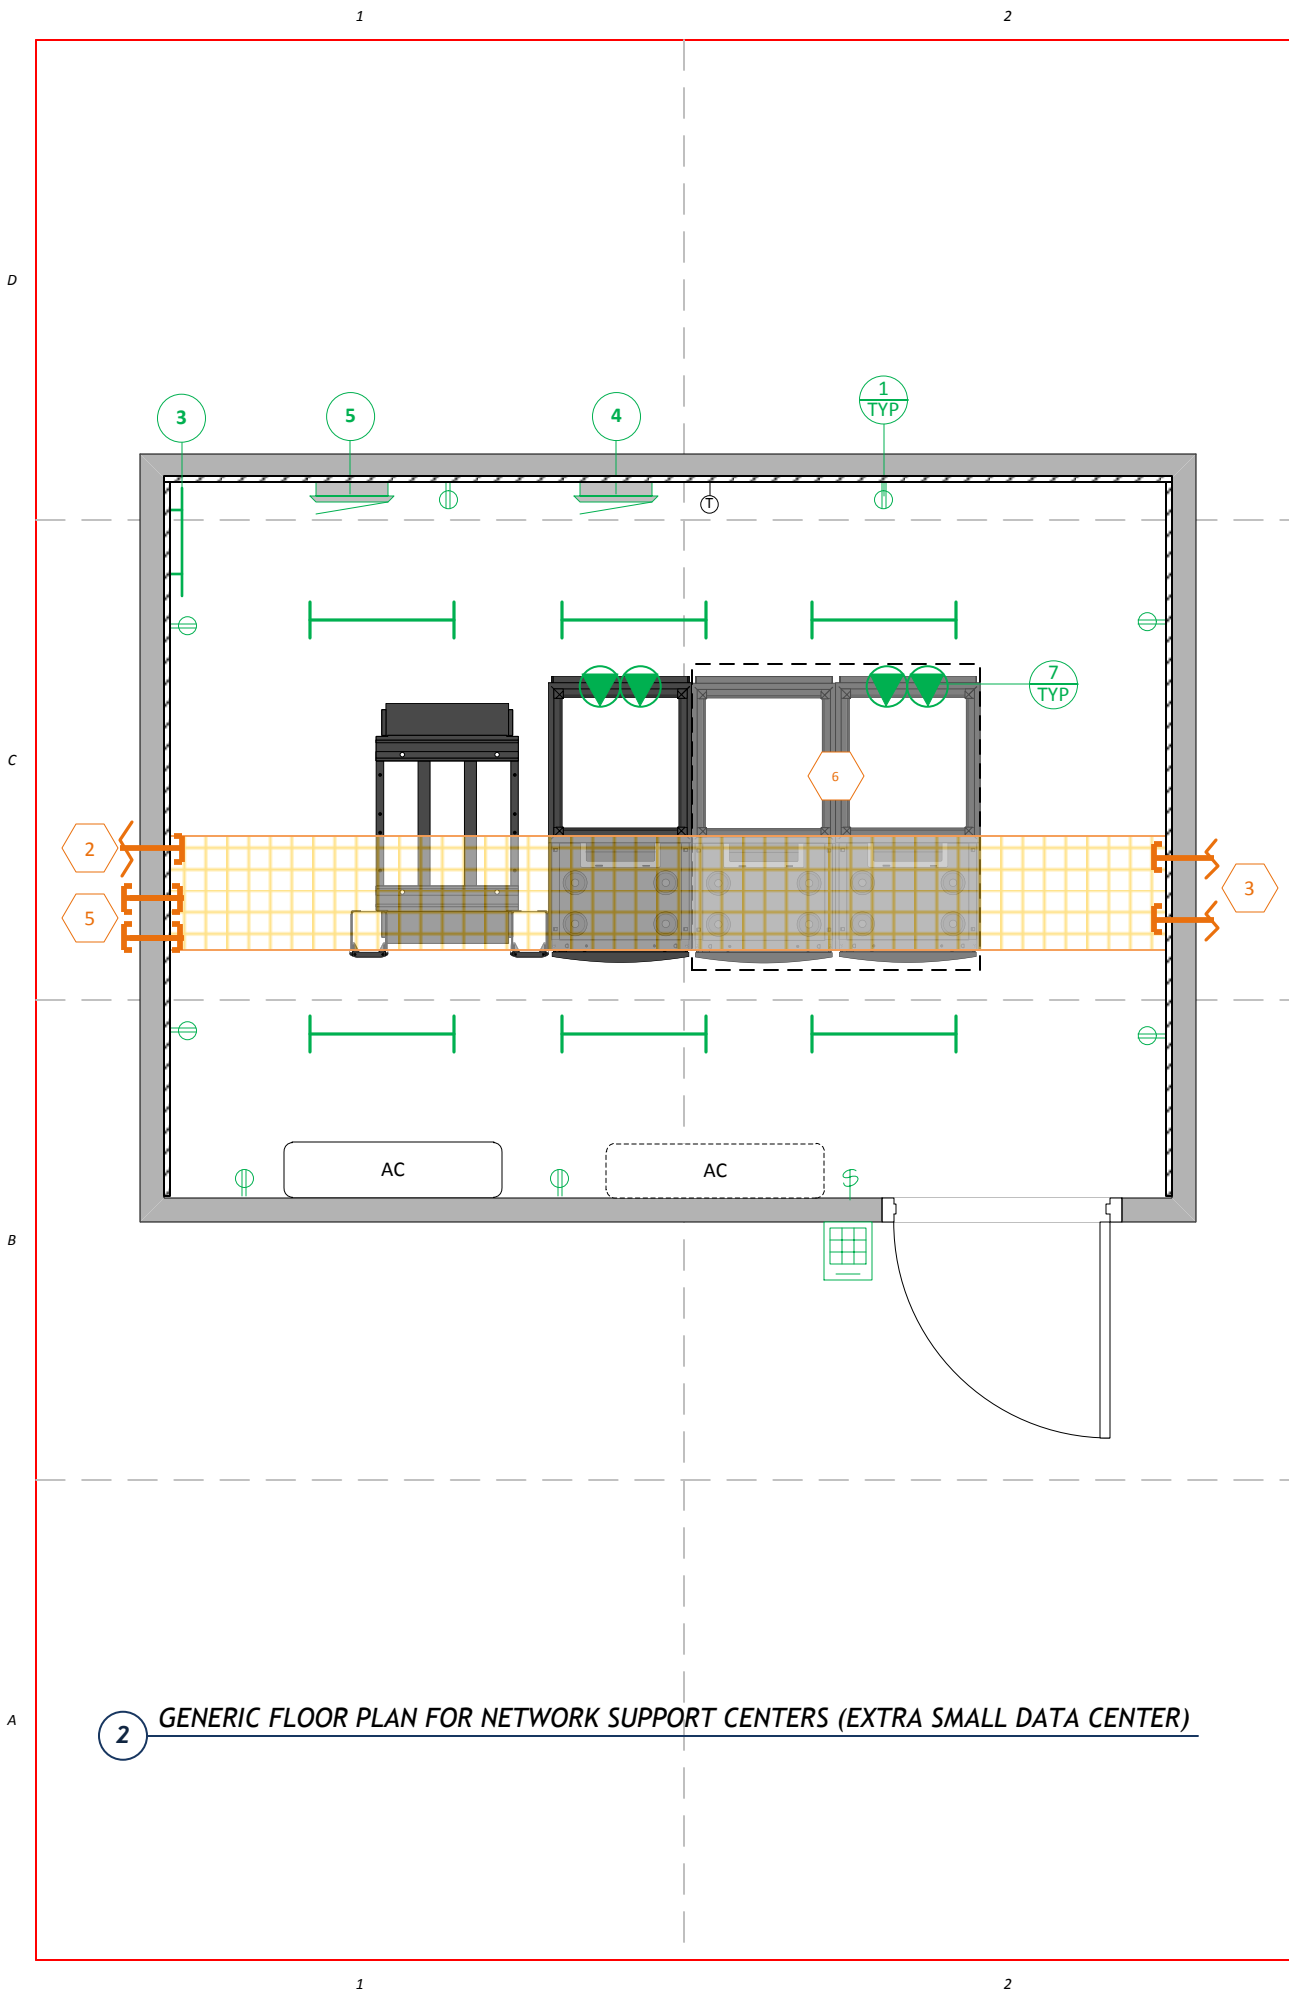 1 2
D
3 5 4 1
TYP
T
7
TYP
C
6
2
3
5
AC AC
S
B
A
2 GENERIC FLOOR PLAN FOR NETWORK SUPPORT CENTERS (EXTRA SMALL DATA CENTER)
1 2